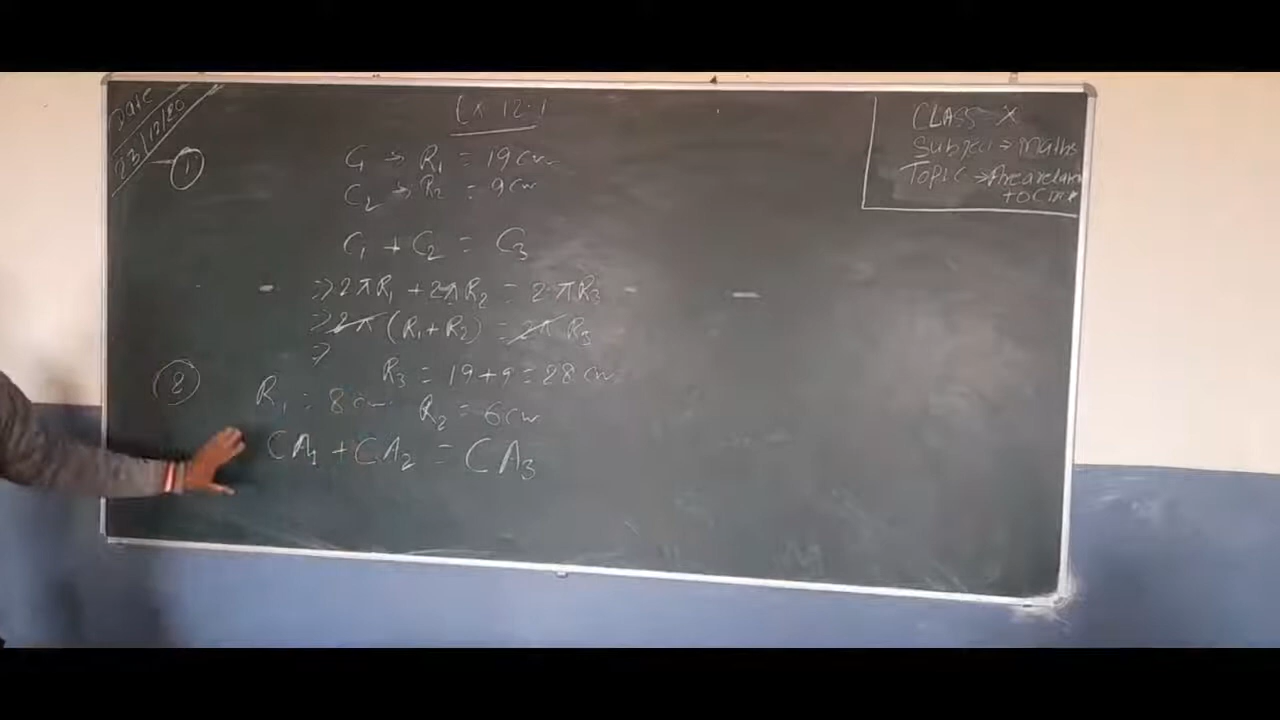 Date
23/12/20
Ex 12.1
CLASS - X
Subject → Maths
Topic →
①
C₁ → R₁ = 19 cm
C₂ → R₂ = 9 cm
C₁ + C₂ = C₃
⇒ 2πR₁ + 2πR₂ = 2πR₃
⇒ 2π (R₁ + R₂) = 2π R₃
⇒
R₃ = 19 + 9 = 28 cm
⑧
R₁ = 8 cm R₂ = 6 cm
CA₁ + CA₂ = CA₃